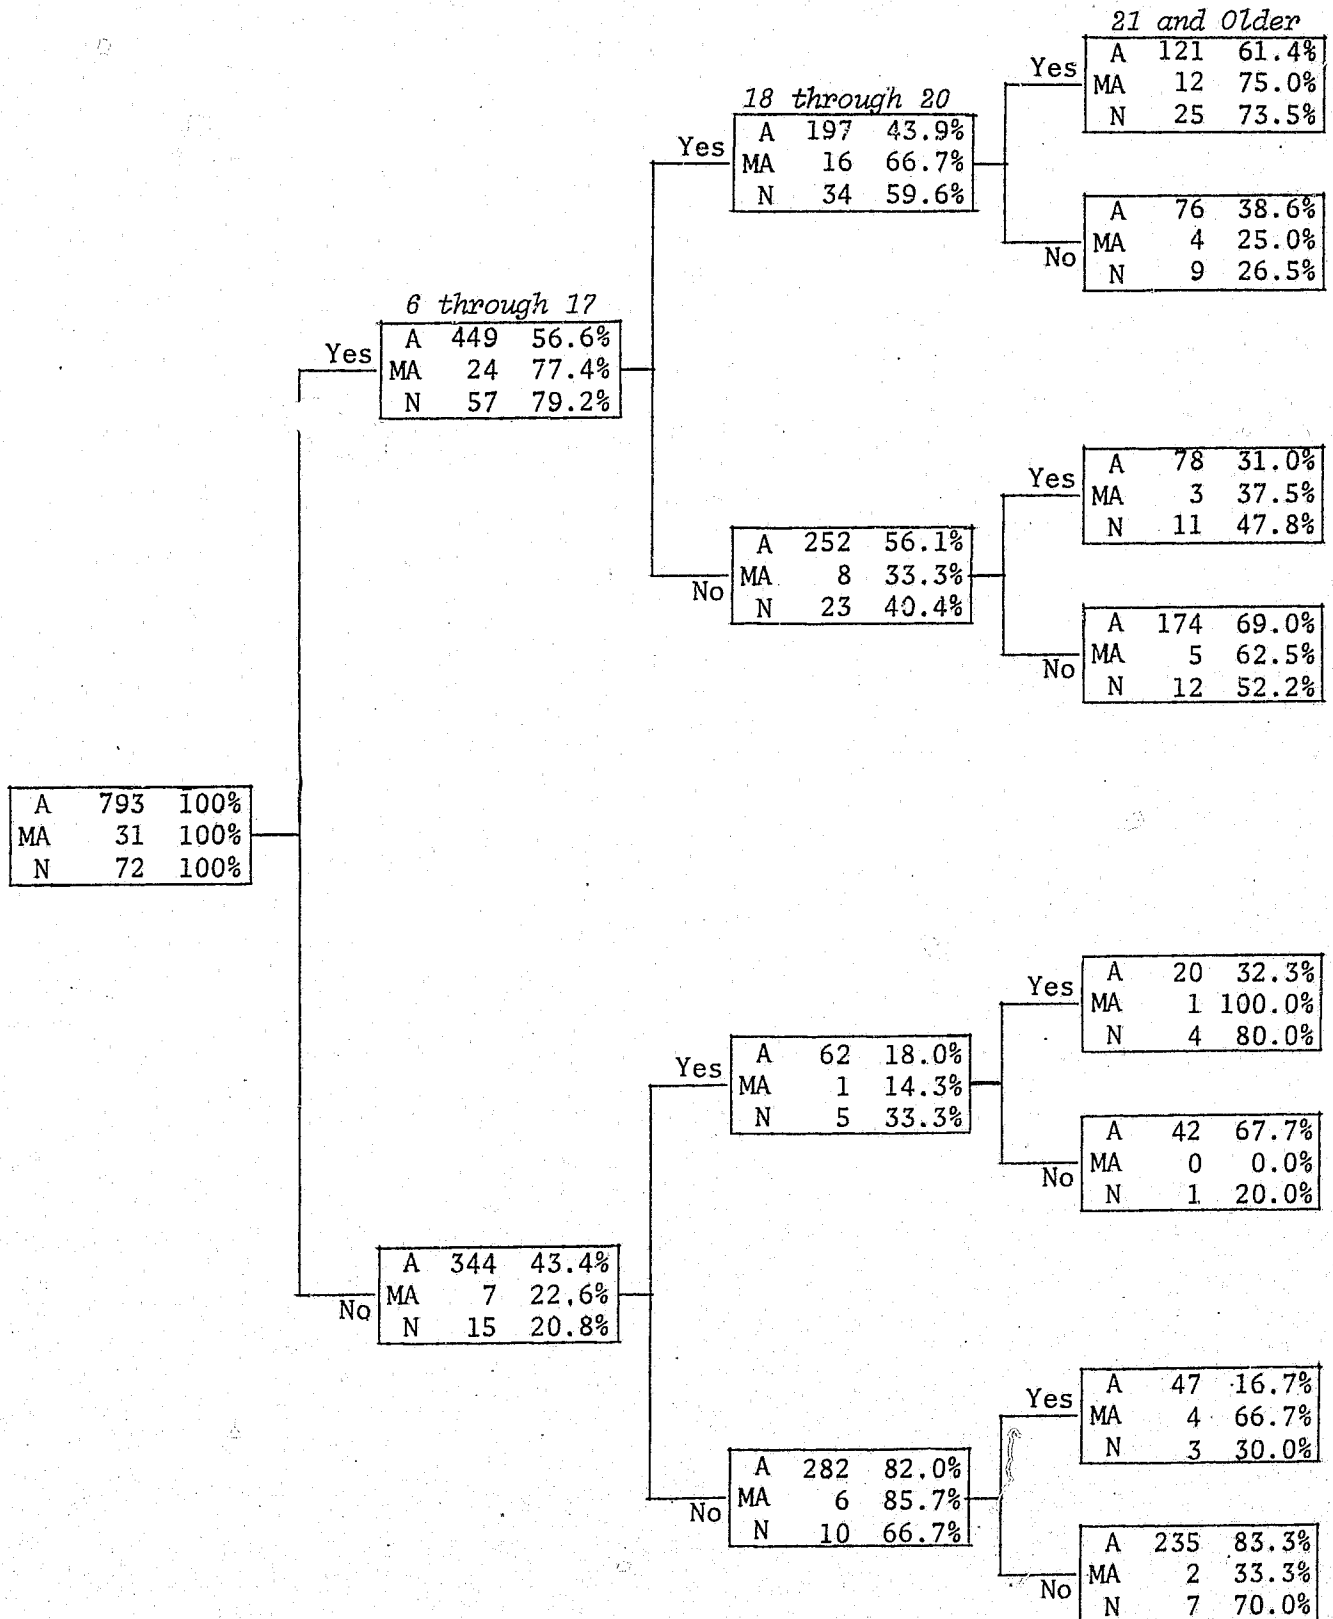 21 and Older
A 121 61.4%
Yes MA 12 75.0%
N 25 73.5%
18 through 20
A 197 43.9%
Yes MA 16 66.7%
N 34 59.6%
A 76 38.6%
No MA 4 25.0%
N 9 26.5%
6 through 17
A 449 56.6%
Yes MA 24 77.4%
N 57 79.2%
A 78 31.0%
Yes MA 3 37.5%
N 11 47.8%
A 252 56.1%
No MA 8 33.3%
N 23 40.4%
A 174 69.0%
No MA 5 62.5%
N 12 52.2%
A 793 100%
MA 31 100%
N 72 100%
A 20 32.3%
Yes MA 1 100.0%
N 4 80.0%
A 62 18.0%
Yes MA 1 14.3%
N 5 33.3%
A 42 67.7%
No MA 0 0.0%
N 1 20.0%
A 344 43.4%
No MA 7 22.6%
N 15 20.8%
A 47 16.7%
Yes MA 4 66.7%
N 3 30.0%
A 282 82.0%
No MA 6 85.7%
N 10 66.7%
A 235 83.3%
No MA 2 33.3%
N 7 70.0%